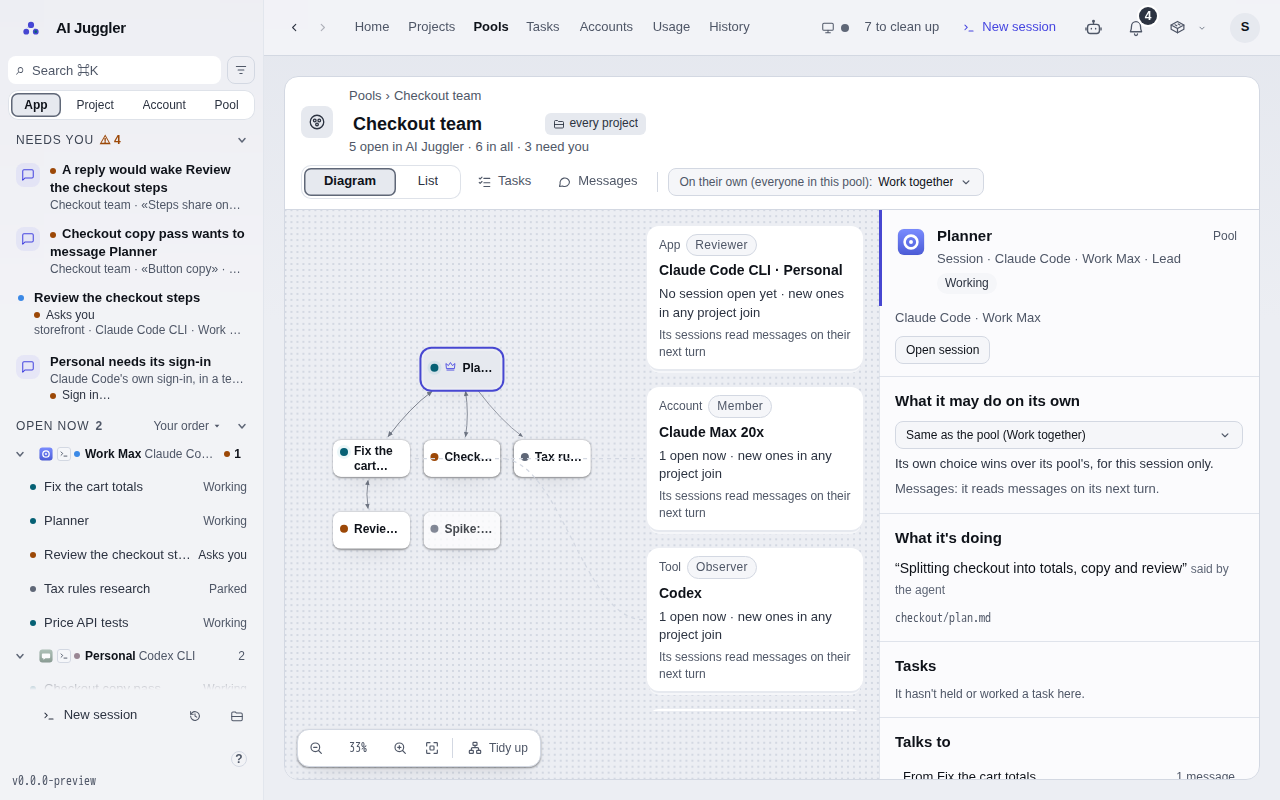 AI Juggler
Search ⌘K
App
Project
Account
Pool
NEEDS YOU
4
A reply would wake Review the checkout steps
Checkout team · «Steps share on…
Checkout copy pass wants to message Planner
Checkout team · «Button copy» · …
Review the checkout steps
Asks you
storefront · Claude Code CLI · Work …
Personal needs its sign-in
Claude Code's own sign-in, in a te…
Sign in…
OPEN NOW 2
Your order
Work Max Claude Co…
1
Fix the cart totals
Working
Planner
Working
Review the checkout st…
Asks you
Tax rules research
Parked
Price API tests
Working
Personal Codex CLI
2
Checkout copy pass
Working
New session
?
v0.0.0-preview
Home
Projects
Pools
Tasks
Accounts
Usage
History
7 to clean up
New session
4
S
Pools › Checkout team
Checkout team
every project
5 open in AI Juggler · 6 in all · 3 need you
Diagram
List
Tasks
Messages
On their own (everyone in this pool): Work together
Pla…
Fix the cart…
Check…
Tax ru…
Revie…
Spike:…
App
Reviewer
Claude Code CLI · Personal
No session open yet · new ones in any project join
Its sessions read messages on their next turn
Account
Member
Claude Max 20x
1 open now · new ones in any project join
Its sessions read messages on their next turn
Tool
Observer
Codex
1 open now · new ones in any project join
Its sessions read messages on their next turn
33%
Tidy up
Planner
Pool
Session · Claude Code · Work Max · Lead
Working
Claude Code · Work Max
Open session
What it may do on its own
Same as the pool (Work together)
Its own choice wins over its pool's, for this session only.
Messages: it reads messages on its next turn.
What it's doing
“Splitting checkout into totals, copy and review” said by the agent
checkout/plan.md
Tasks
It hasn't held or worked a task here.
Talks to
From Fix the cart totals
1 message